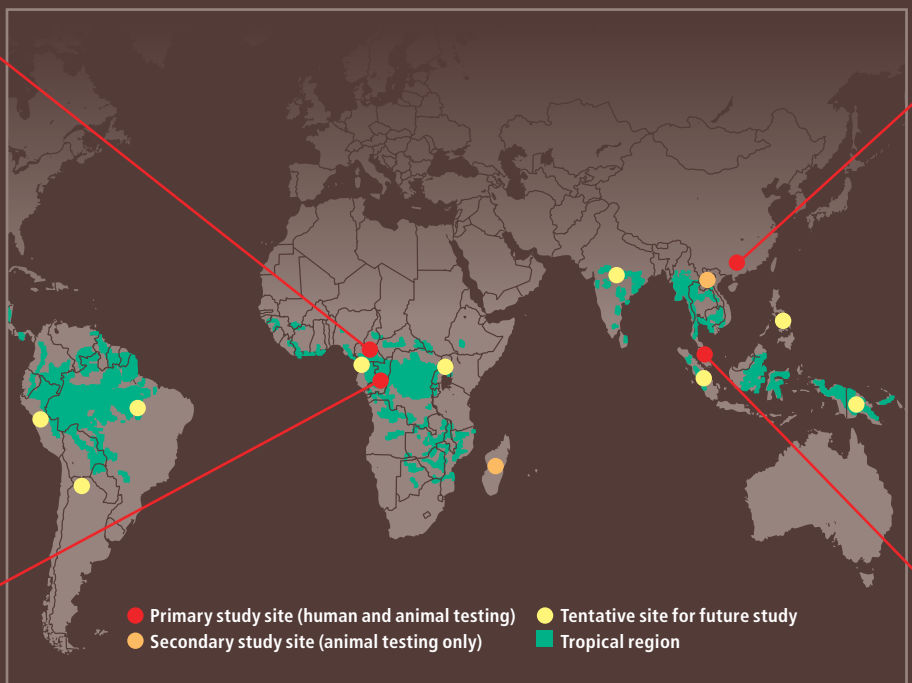 Primary study site (human and animal testing)
Secondary study site (animal testing only)
Tentative site for future study
Tropical region